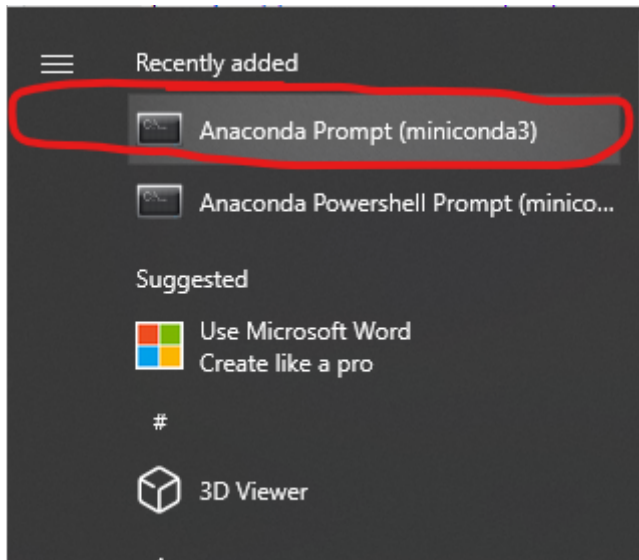 Recently added
Anaconda Prompt (miniconda3)
Anaconda Powershell Prompt (minico...
Suggested
Use Microsoft Word
Create like a pro
#
3D Viewer